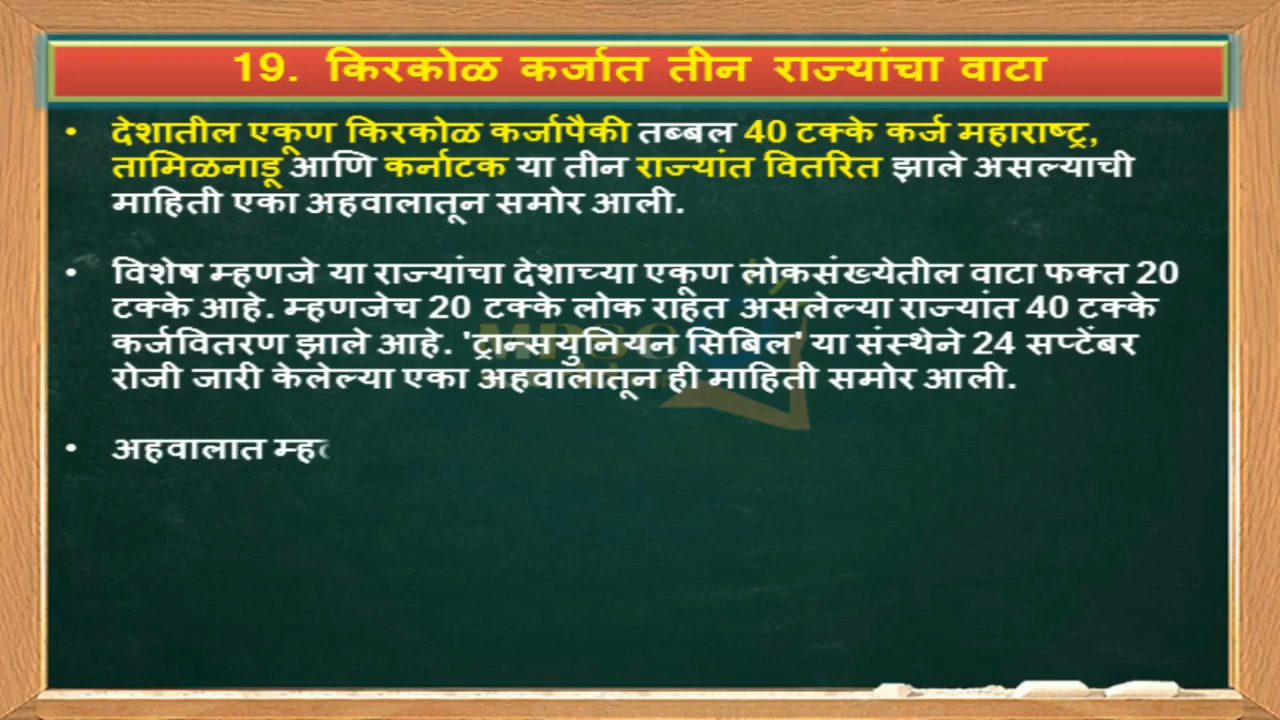 19. किरकोळ कर्जात तीन राज्यांचा वाटा
• देशातील एकूण किरकोळ कर्जापैकी तब्बल 40 टक्के कर्ज महाराष्ट्र,
तामिळनाडू आणि कर्नाटक या तीन राज्यांत वितरित झाले असल्याची
माहिती एका अहवालातून समोर आली.
• विशेष म्हणजे या राज्यांचा देशाच्या एकूण लोकसंख्येतील वाटा फक्त 20
टक्के आहे. म्हणजेच 20 टक्के लोक राहत असलेल्या राज्यांत 40 टक्के
कर्जवितरण झाले आहे. 'ट्रान्सयुनियन सिबिल' या संस्थेने 24 सप्टेंबर
रोजी जारी केलेल्या एका अहवालातून ही माहिती समोर आली.
• अहवालात